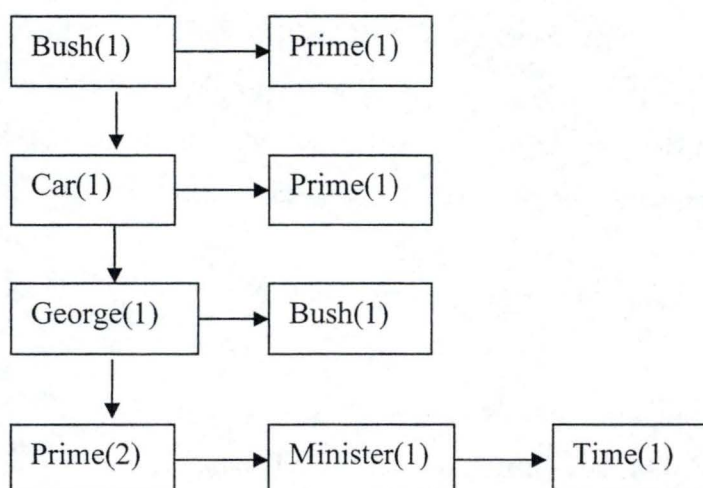 Bush(1) Prime(1)
Car(1) Prime(1)
George(1) Bush(1)
Prime(2) Minister(1) Time(1)